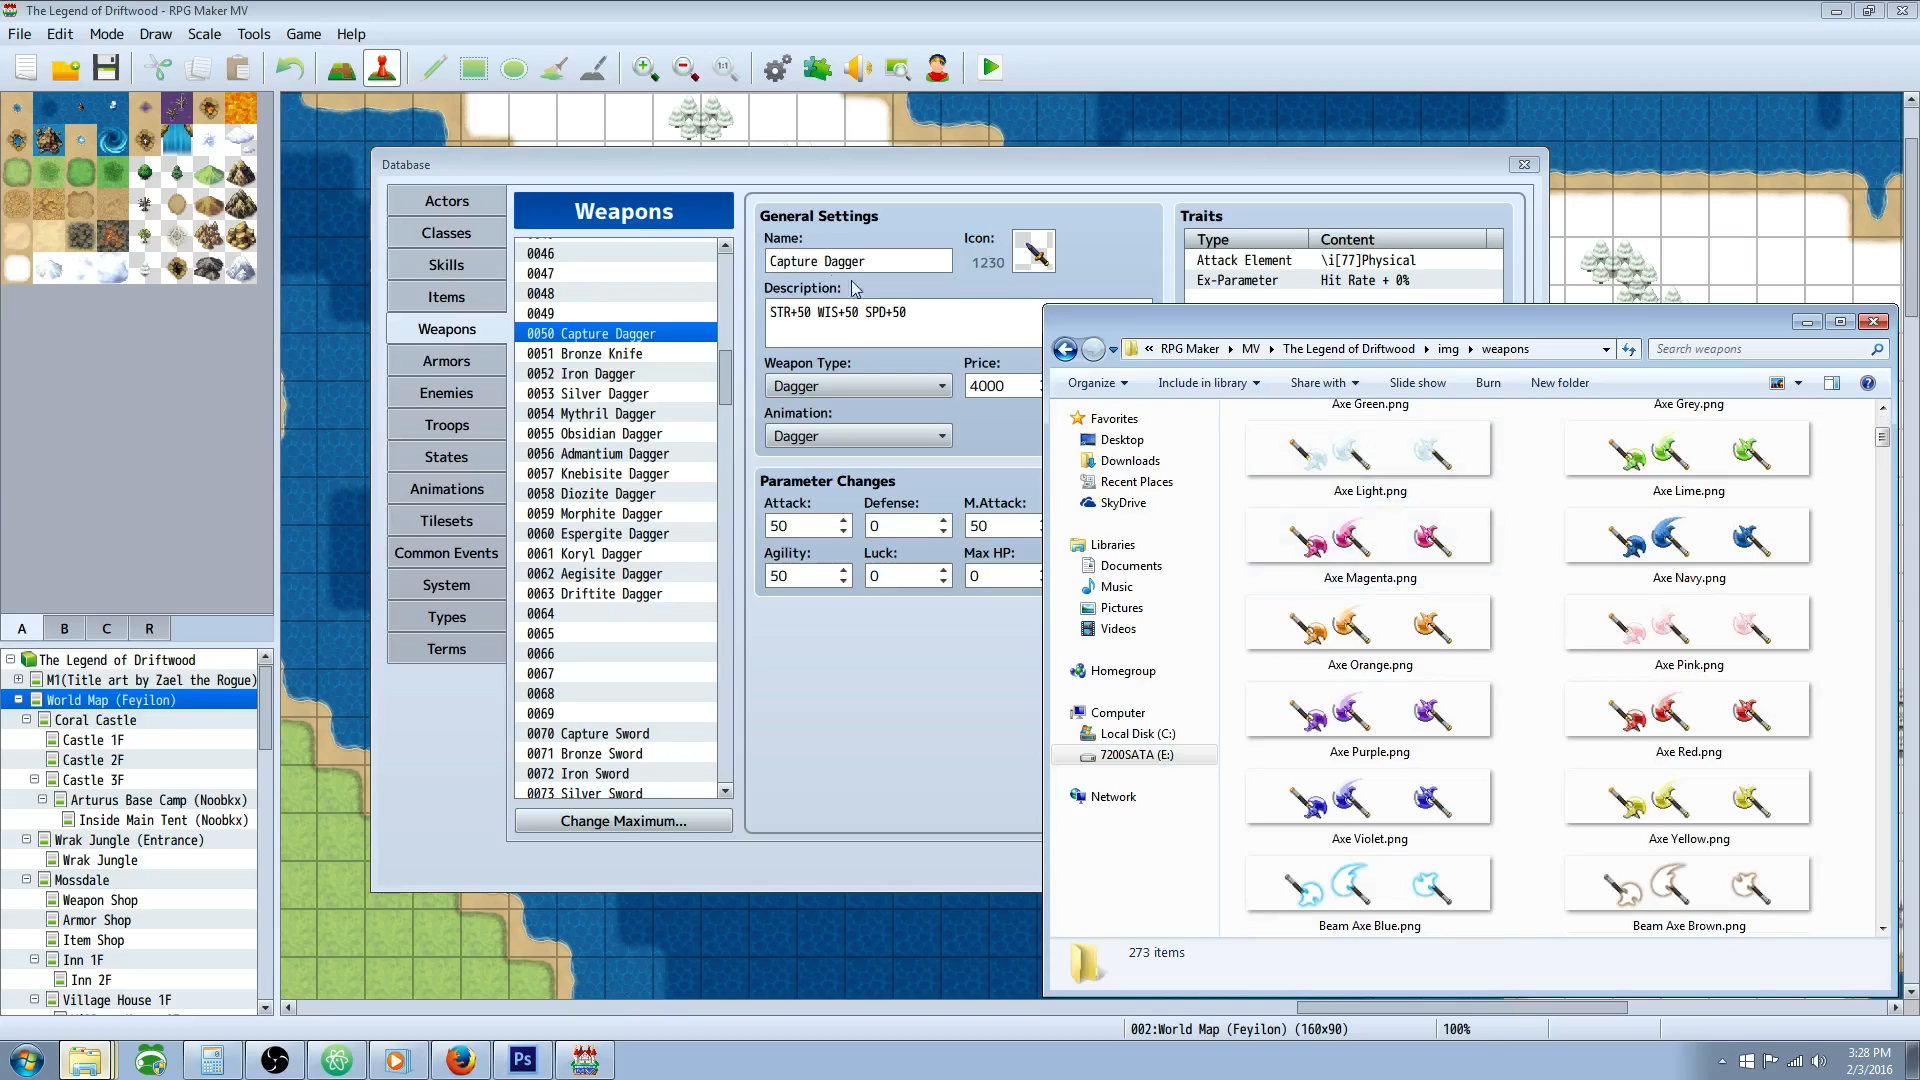 The Legend of Driftwood - RPG Maker MV
File Edit Mode Draw Scale Tools Game Help
1:1
Database
Actors
Classes
Skills
Items
Weapons
Armors
Enemies
Troops
States
Animations
Tilesets
Common Events
System
Types
Terms
Weapons
0046
0047
0048
0049
0050 Capture Dagger
0051 Bronze Knife
0052 Iron Dagger
0053 Silver Dagger
0054 Mythril Dagger
0055 Obsidian Dagger
0056 Admantium Dagger
0057 Knebisite Dagger
0058 Diozite Dagger
0059 Morphite Dagger
0060 Espergite Dagger
0061 Koryl Dagger
0062 Aegisite Dagger
0063 Driftite Dagger
0064
0065
0066
0067
0068
0069
0070 Capture Sword
0071 Bronze Sword
0072 Iron Sword
0073 Silver Sword
Change Maximum...
General Settings
Name: Icon:
Capture Dagger 1230
Description:
STR+50 WIS+50 SPD+50
Weapon Type: Price:
Dagger 4000
Animation:
Dagger
Parameter Changes
Attack: Defense: M.Attack:
50 0 50
Agility: Luck: Max HP:
50 0 0
Traits
Type Content
Attack Element \i[77]Physical
Ex-Parameter Hit Rate + 0%
« RPG Maker MV The Legend of Driftwood img weapons Search weapons
Organize Include in library Share with Slide show Burn New folder
Favorites
Desktop
Downloads
Recent Places
SkyDrive
Libraries
Documents
Music
Pictures
Videos
Homegroup
Computer
Local Disk (C:)
7200SATA (E:)
Network
Axe Green.png Axe Grey.png
Axe Light.png Axe Lime.png
Axe Magenta.png Axe Navy.png
Axe Orange.png Axe Pink.png
Axe Purple.png Axe Red.png
Axe Violet.png Axe Yellow.png
Beam Axe Blue.png Beam Axe Brown.png
273 items
A B C R
The Legend of Driftwood
M1(Title art by Zael the Rogue)
World Map (Feyilon)
Coral Castle
Castle 1F
Castle 2F
Castle 3F
Arturus Base Camp (Noobkx)
Inside Main Tent (Noobkx)
Wrak Jungle (Entrance)
Wrak Jungle
Mossdale
Weapon Shop
Armor Shop
Item Shop
Inn 1F
Inn 2F
Village House 1F
002:World Map (Feyilon) (160x90) 100%
Ps
3:28 PM
2/3/2016